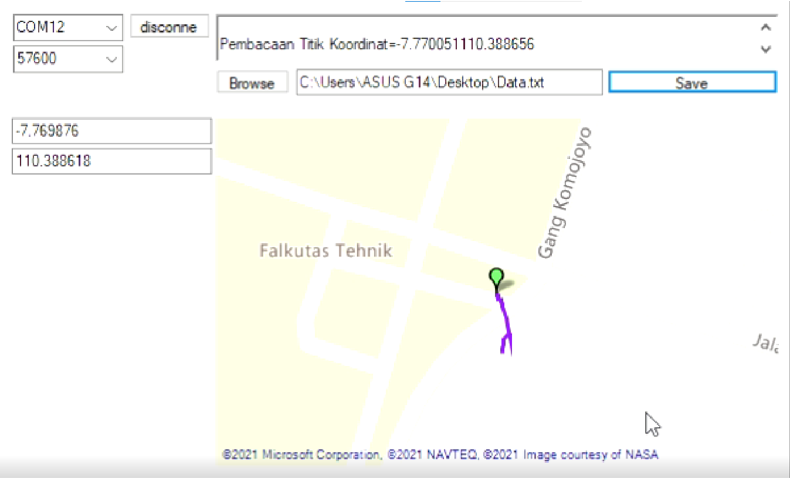 COM12
disconne
57600
Pembacaan Titik Koordinat=-7.770051110.388656
Browse
C:\Users\ASUS G14\Desktop\Data.txt
Save
-7.769876
110.388618
Gang Komojoyo
Falkutas Tehnik
Jala
©2021 Microsoft Corporation, ©2021 NAVTEQ, ©2021 Image courtesy of NASA